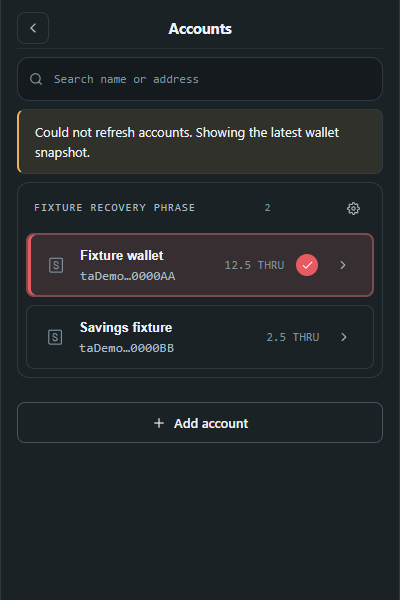 Accounts
Search name or address
Could not refresh accounts. Showing the latest wallet
snapshot.
FIXTURE RECOVERY PHRASE 2
S Fixture wallet 12.5 THRU
taDemo…0000AA
S Savings fixture 2.5 THRU
taDemo…0000BB
+ Add account